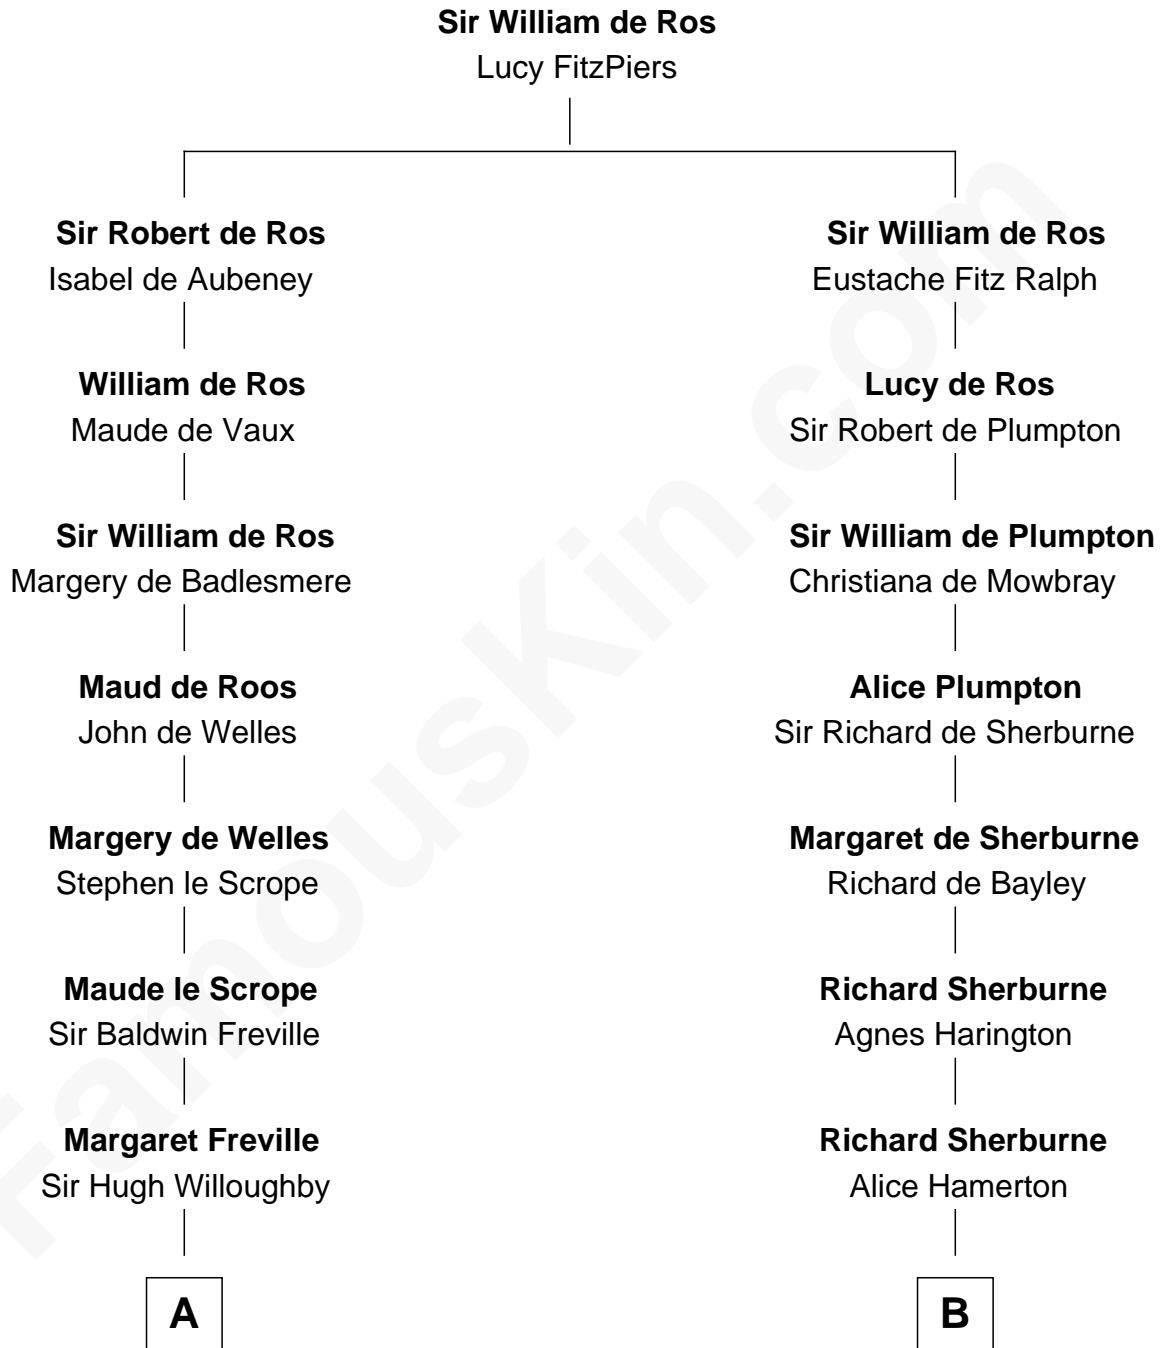 Sir William de Ros
Lucy FitzPiers
Sir Robert de Ros
Isabel de Aubeney
Sir William de Ros
Eustache Fitz Ralph
William de Ros
Maude de Vaux
Lucy de Ros
Sir Robert de Plumpton
Sir William de Ros
Margery de Badlesmere
Sir William de Plumpton
Christiana de Mowbray
Maud de Roos
John de Welles
Alice Plumpton
Sir Richard de Sherburne
Margery de Welles
Stephen le Scrope
Margaret de Sherburne
Richard de Bayley
Maude le Scrope
Sir Baldwin Freville
Richard Sherburne
Agnes Harington
Margaret Freville
Sir Hugh Willoughby
Richard Sherburne
Alice Hamerton
A
B
FamousKin.com